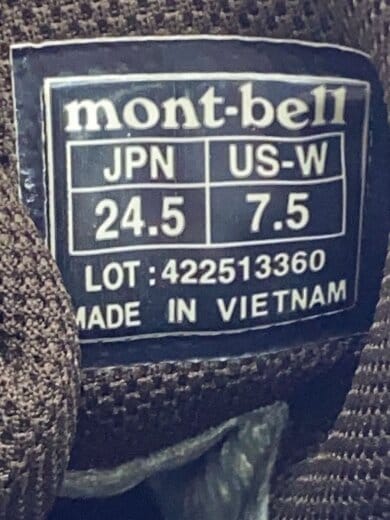 mont-bell
JPN US-W
24.5 7.5
LOT:422513360
MADE IN VIETNAM